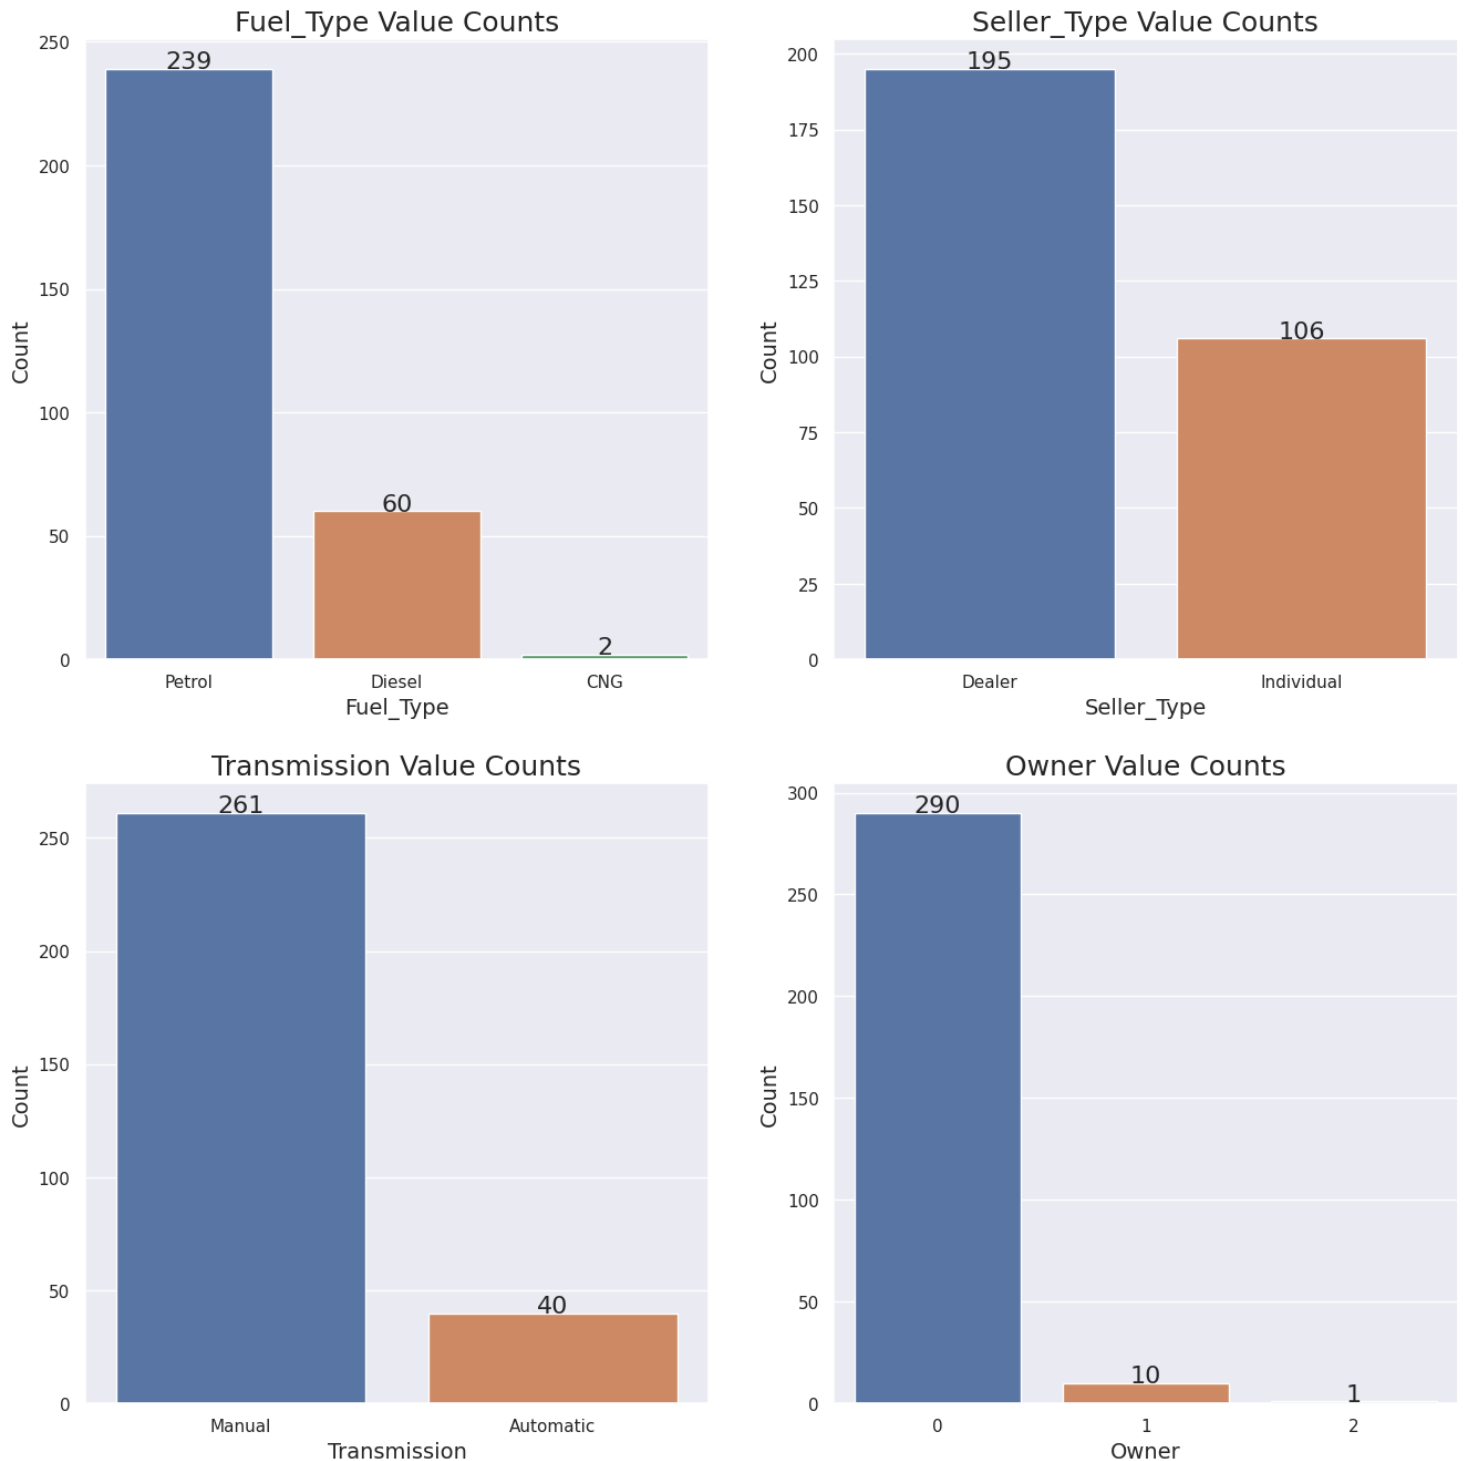 Fuel_Type Value Counts
250
200
150
100
50
0
Count
239
60
2
Petrol
Diesel
CNG
Fuel_Type
Seller_Type Value Counts
200
175
150
125
100
75
50
25
0
Count
195
106
Dealer
Individual
Seller_Type
Transmission Value Counts
250
200
150
100
50
0
Count
261
40
Manual
Automatic
Transmission
Owner Value Counts
300
250
200
150
100
50
0
Count
290
10
1
0
1
2
Owner